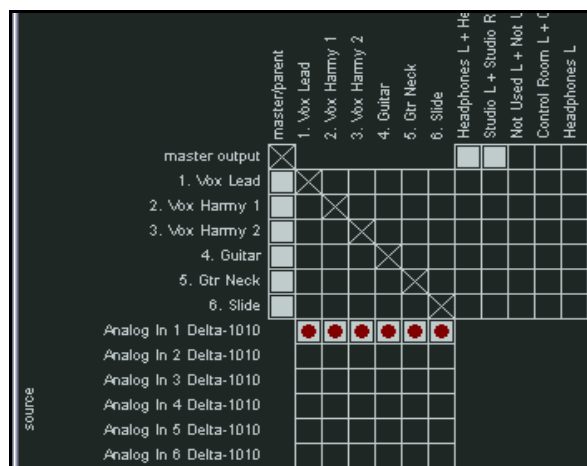 master/parent
1. Vox Lead
2. Vox Harmy 1
3. Vox Harmy 2
4. Guitar
5. Gtr Neck
6. Slide
Headphones L + He
Studio L + Studio R
Not Used L + Not U
Control Room L + C
Headphones L
master output
1. Vox Lead
2. Vox Harmy 1
3. Vox Harmy 2
4. Guitar
5. Gtr Neck
6. Slide
Analog In 1 Delta-1010
Analog In 2 Delta-1010
Analog In 3 Delta-1010
Analog In 4 Delta-1010
Analog In 5 Delta-1010
Analog In 6 Delta-1010
source